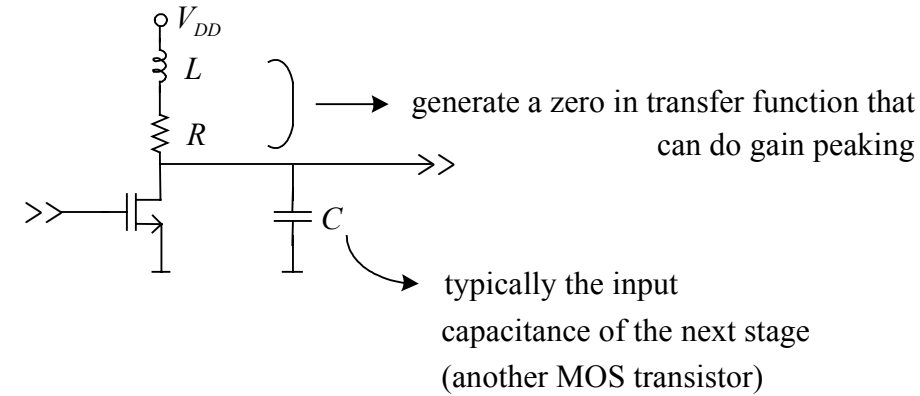 V_DD
L
generate a zero in transfer function that
can do gain peaking
R
C
typically the input
capacitance of the next stage
(another MOS transistor)